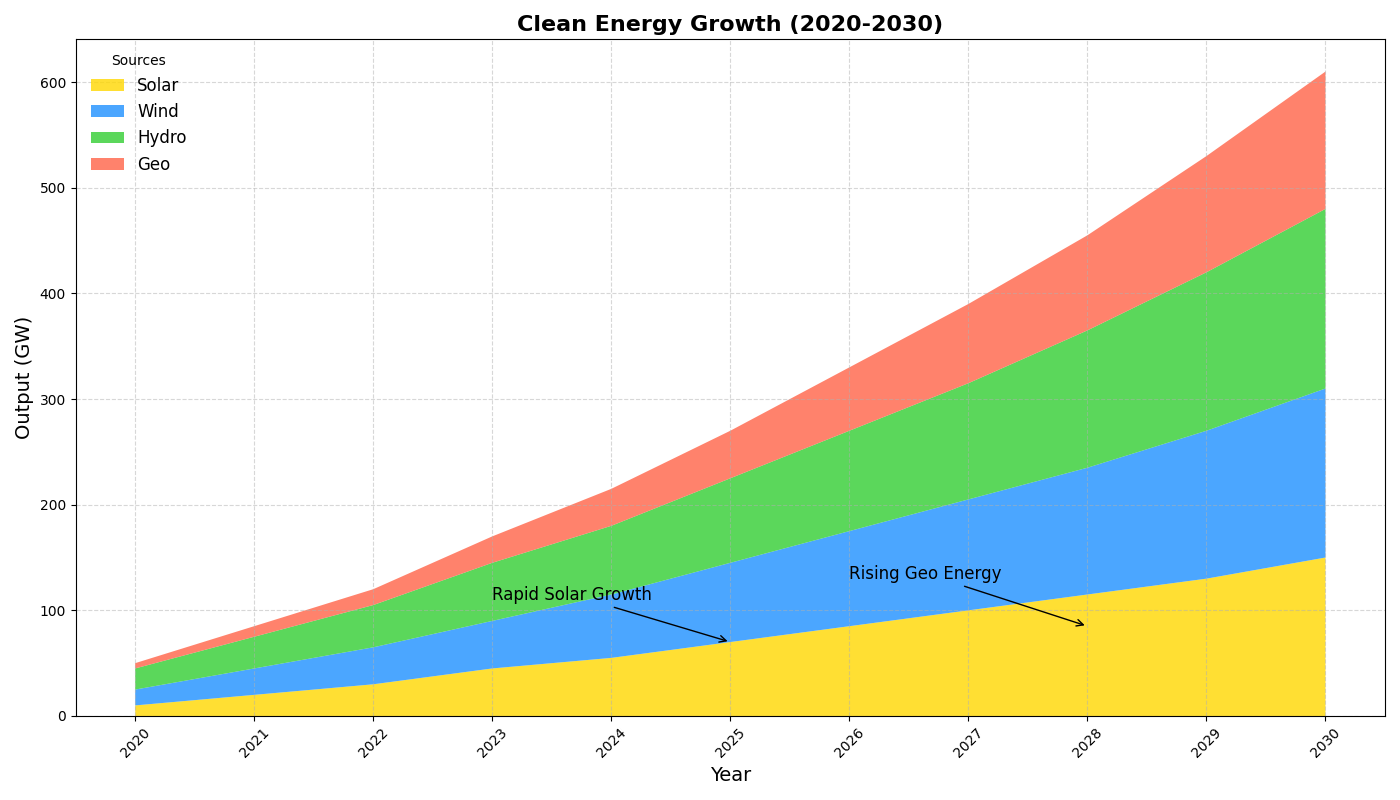 Clean Energy Growth (2020-2030)
Sources
Solar
Wind
Hydro
Geo
600
500
400
300
200
100
0
Output (GW)
Rising Geo Energy
Rapid Solar Growth
2020
2021
2022
2023
2024
2025
2026
2027
2028
2029
2030
Year